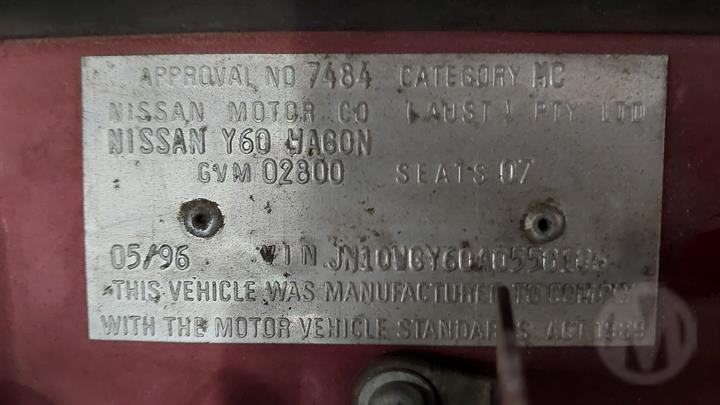 APPROVAL NO 7484 CATEGORY MC
NISSAN MOTOR CO (AUST) PTY LTD
NISSAN Y60 WAGON
GVM 02800 SEATS 07
05/96 VIN
THIS VEHICLE WAS MANUFACTURED TO COMPLY
WITH THE MOTOR VEHICLE STANDARDS ACT 1989